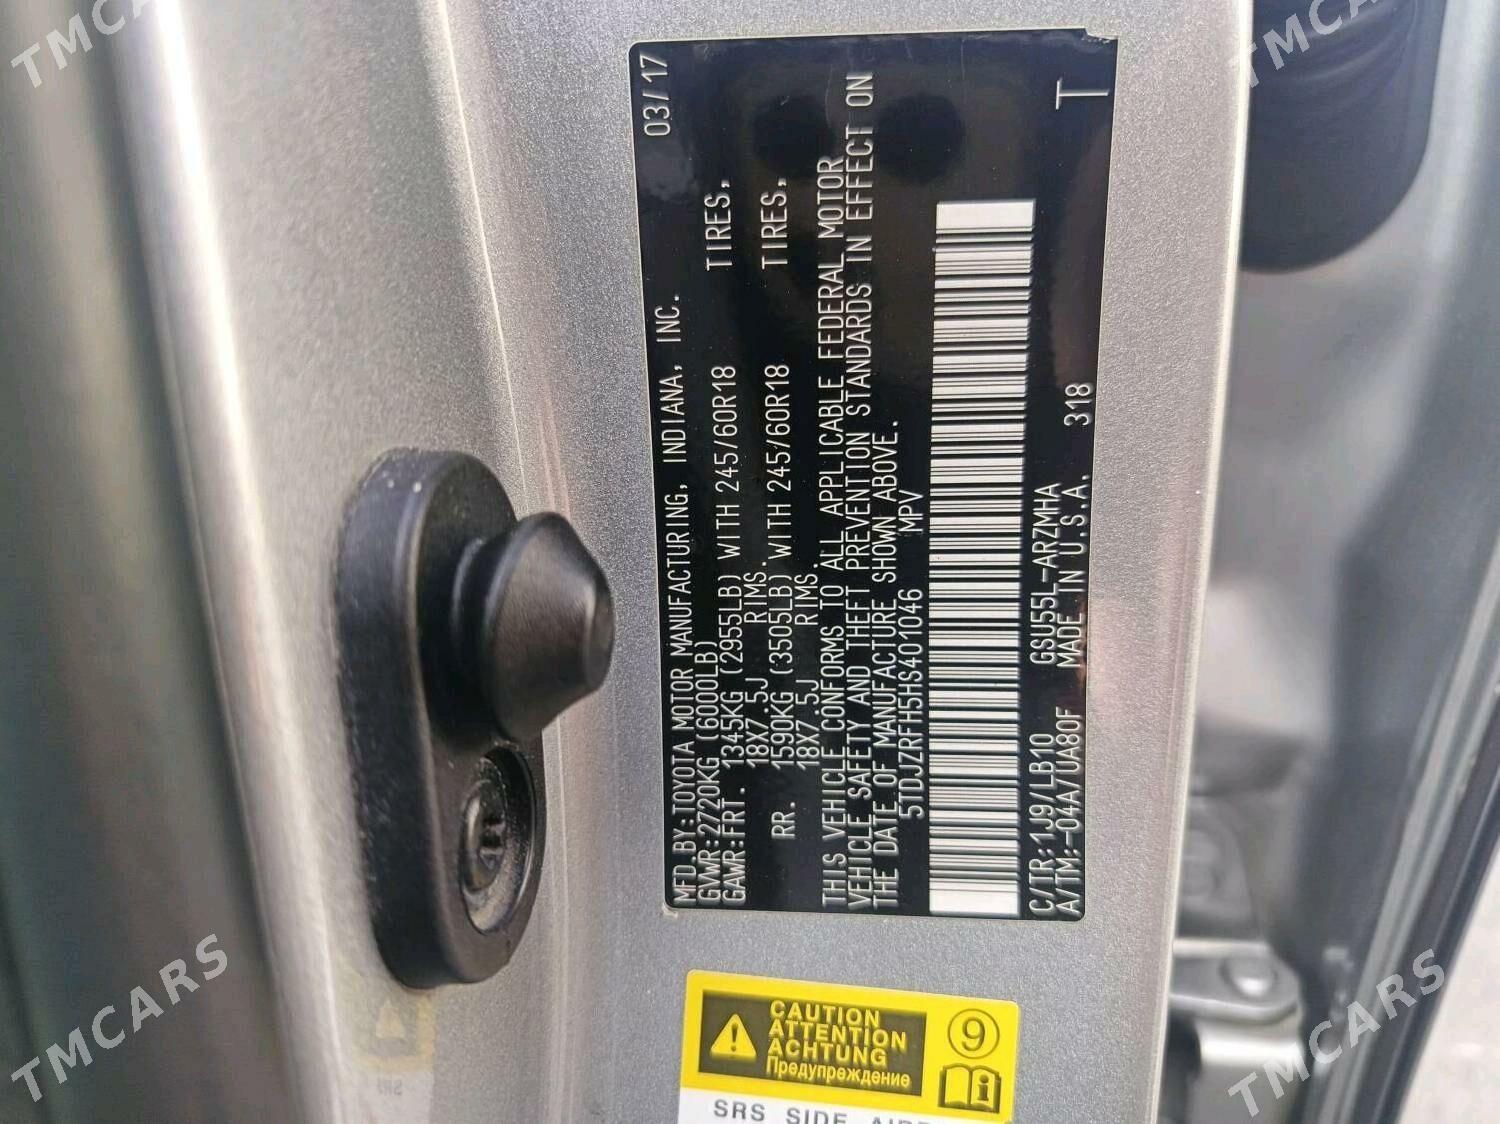 MFD.BY:TOYOTA MOTOR MANUFACTURING, INDIANA, INC. 03/17
GVWR:2720KG (6000LB)
GAWR:FRT. 1345KG (2955LB) WITH 245/60R18 TIRES,
18X7.5J RIMS.
RR. 1590KG (3505LB) WITH 245/60R18 TIRES,
18X7.5J RIMS.
THIS VEHICLE CONFORMS TO ALL APPLICABLE FEDERAL MOTOR
VEHICLE SAFETY AND THEFT PREVENTION STANDARDS IN EFFECT ON
THE DATE OF MANUFACTURE SHOWN ABOVE.
5TDJZRFH5HS401046 MPV
C/TR:1J9/LB10 GSU55L-ARZMHA
A/TM:-04A/UA80F MADE IN U.S.A. 318 T
CAUTION
ATTENTION
ACHTUNG
Предупреждение
9
i
SRS SIDE
TMCARS
TMCARS
TMCARS
TMCARS